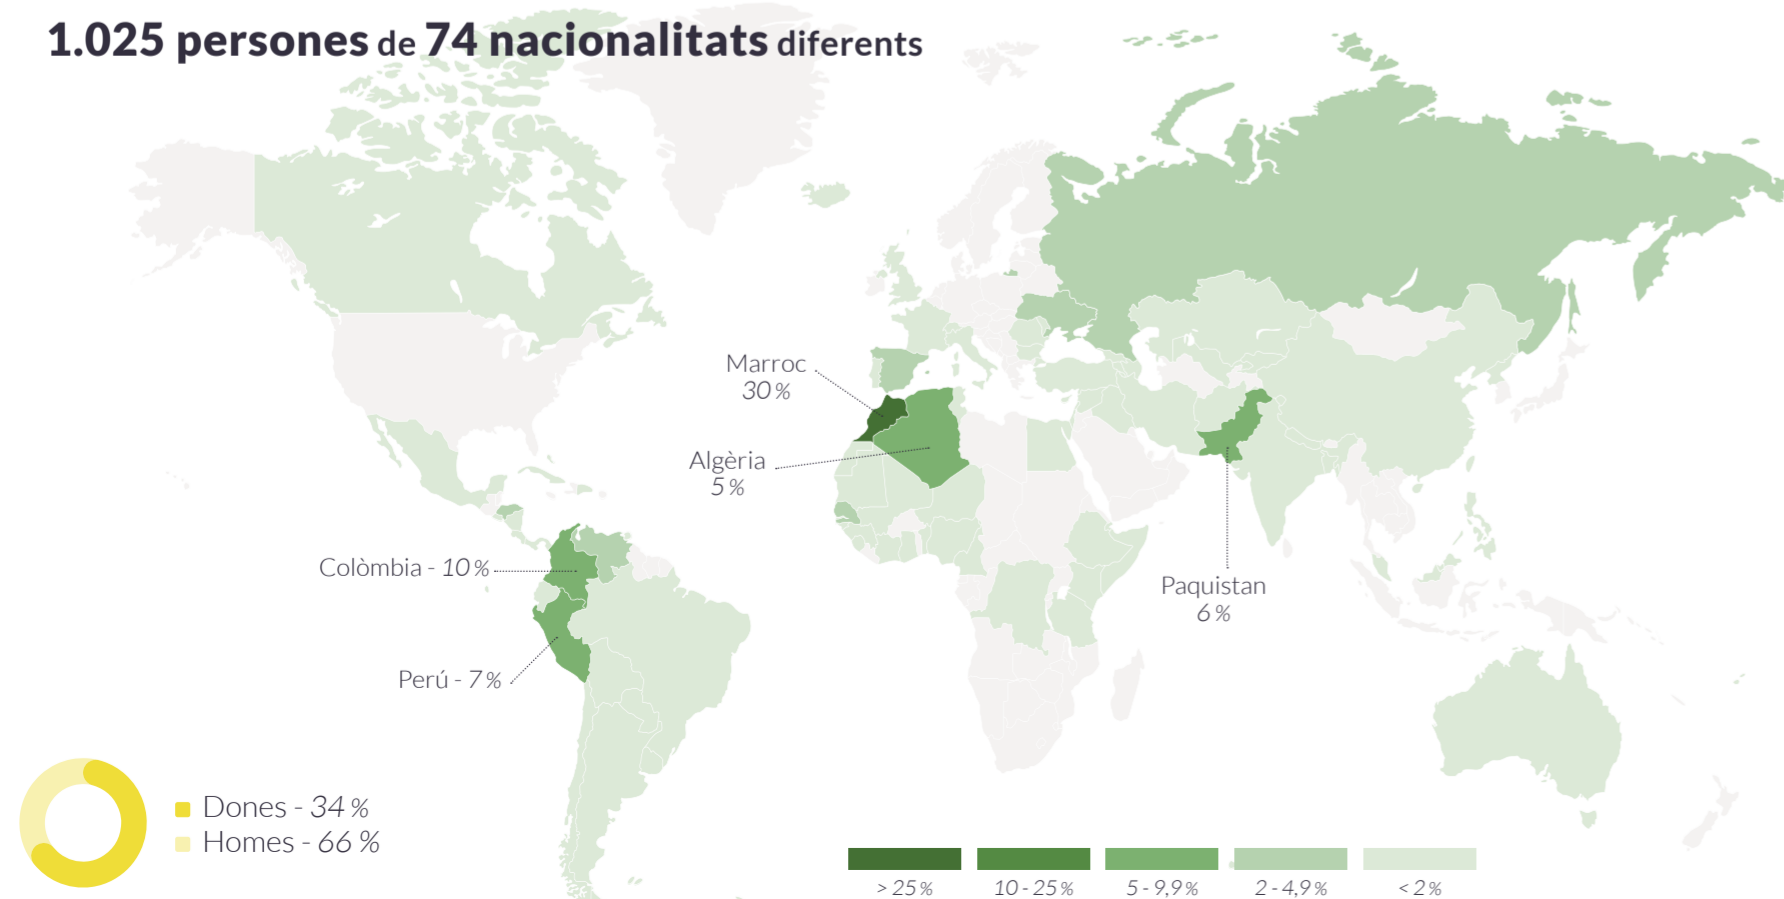 1.025 persones de 74 nacionalitats diferents
Marroc
30 %
Algèria
5 %
Colòmbia - 10 %
Paquistan
6 %
Perú - 7 %
Dones - 34 %
Homes - 66 %
> 25 %
10 - 25 %
5 - 9,9 %
2 - 4,9 %
< 2 %